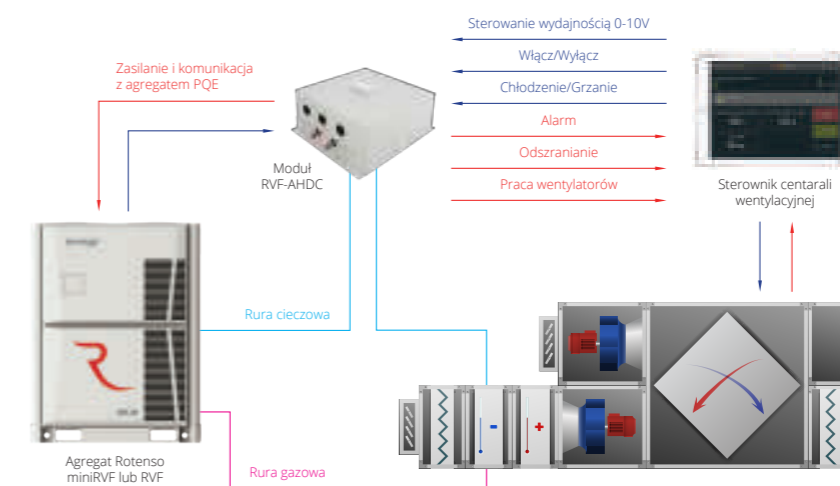 Sterowanie wydajnością 0-10V
Włącz/Wyłącz
Chłodzenie/Grzanie
Alarm
Odszranianie
Praca wentylatorów
Zasilanie i komunikacja
z agregatem PQE
Moduł
RVF-AHDC
Sterownik centarali
wentylacyjnej
Rura cieczowa
Agregat Rotenso
miniRVF lub RVF
Rura gazowa